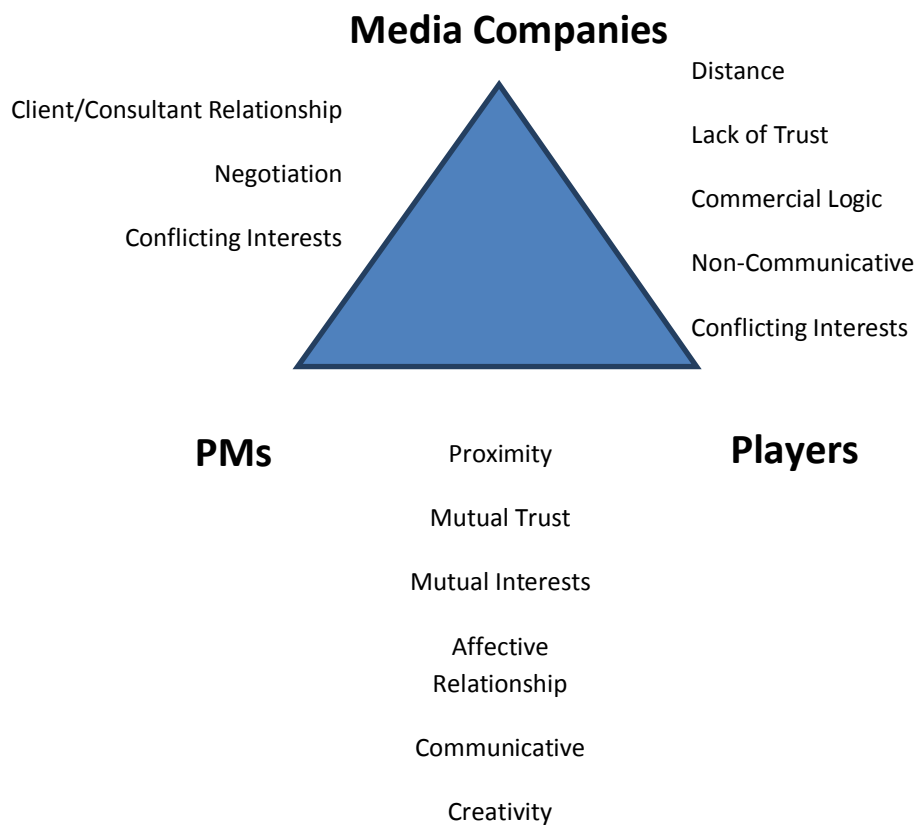 Media Companies
Client/Consultant Relationship
Negotiation
Conflicting Interests
Distance
Lack of Trust
Commercial Logic
Non-Communicative
Conflicting Interests
PMs
Proximity
Mutual Trust
Mutual Interests
Affective
Relationship
Communicative
Creativity
Players